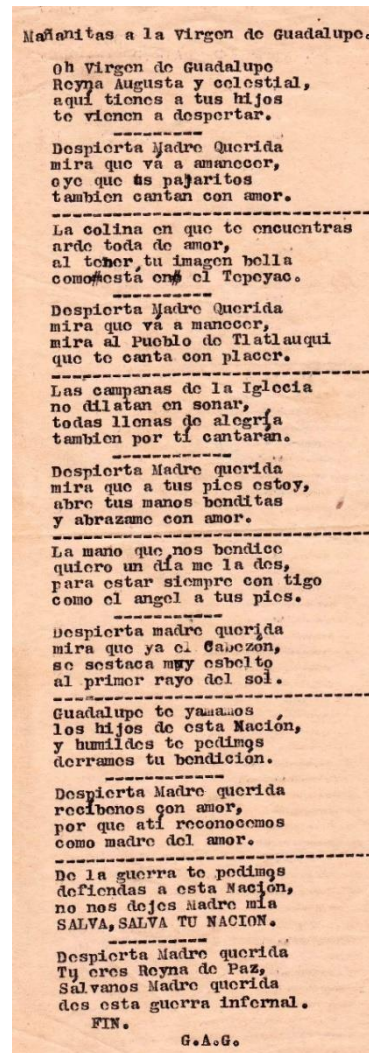 Mañanitas a la Virgen de Guadalupe.
Oh Virgen de Guadalupe
Reyna Augusta y celestial,
aquí tienes a tus hijos
te vienen a despertar.
----------
Despierta Madre Querida
mira que vá a amanecer,
oye que us pajaritos
tambien cantan con amor.
----------
La colina en que te encuentras
arde toda de amor,
al tener tu imagen bella
como está en el Tepeyac.
----------
Despierta Madre Querida
mira que vá a manecer,
mira al Pueblo de Tlatlauqui
que te canta con placer.
----------
Las campanas de la Iglecia
no dilatan en sonar,
todas llenas de alegría
tambien por tí cantarán.
----------
Despierta Madre querida
mira que a tus pies estoy,
abre tus manos benditas
y abrazame con amor.
----------
La mano que nos bendice
quiero un día me la des,
para estar siempre con tigo
como el angel a tus pies.
----------
Despierta madre querida
mira que ya el Cabezón,
se sestaca muy esbelto
al primer rayo del sol.
----------
Guadalupe te yamamos
los hijos de esta Nación,
y humildes te pedimos
derrames tu bendición.
----------
Despierta Madre querida
recíbenos con amor,
por que atí reconocemos
como madre del amor.
----------
De la guerra te pedimos
defiendas a esta Nación,
no nos dejes Madre mía
SALVA, SALVA TU NACION.
----------
Despierta Madre querida
Tu eres Reyna de Paz,
Salvanos Madre querida
des esta guerra infernal.
FIN.
G.A.G.